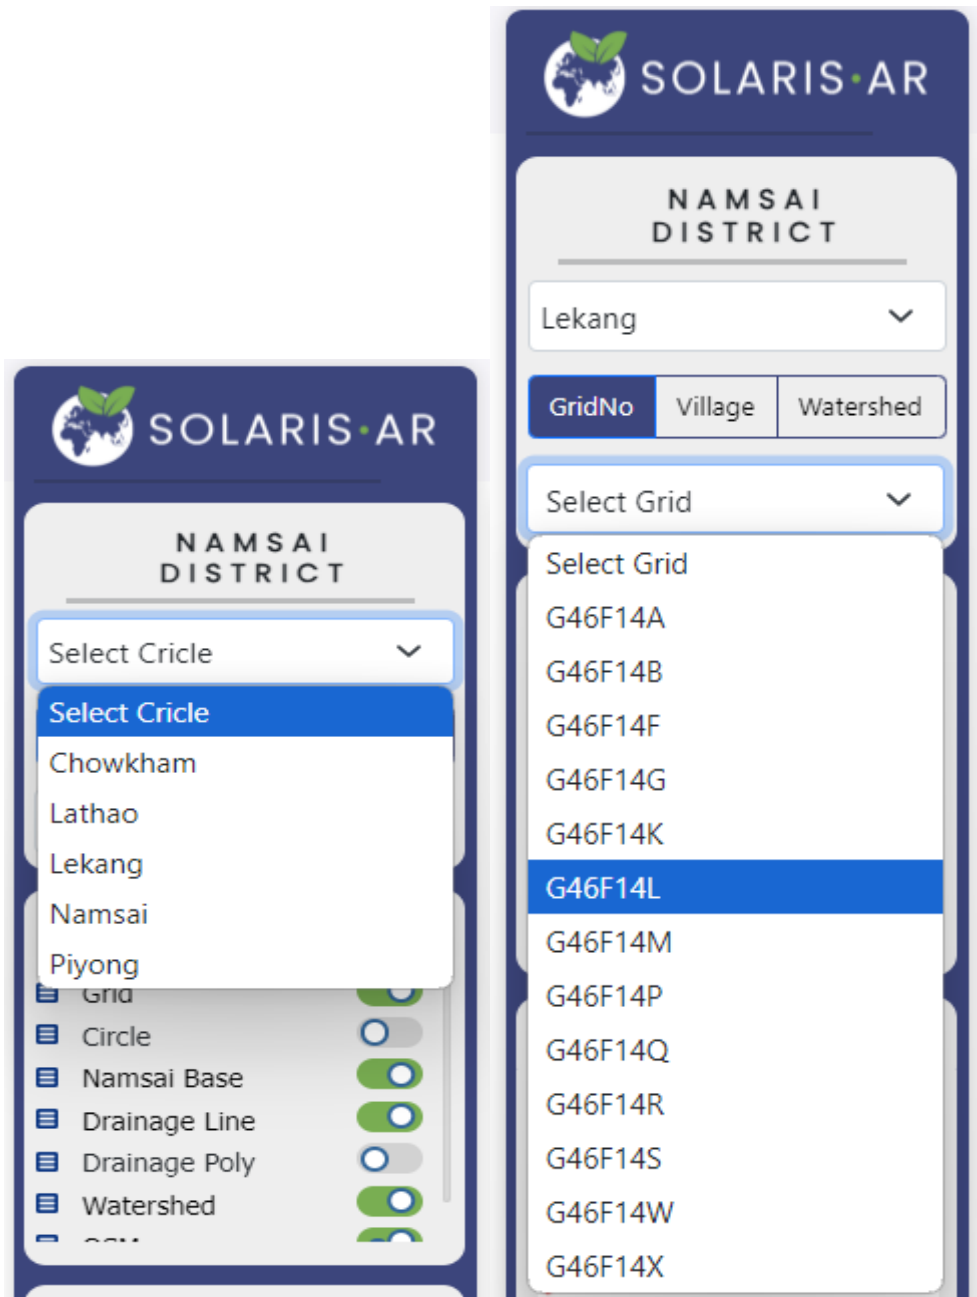 SOLARIS·AR
NAMSAI
DISTRICT
Select Cricle
Select Cricle
Chowkham
Lathao
Lekang
Namsai
Piyong
Grid
Circle
Namsai Base
Drainage Line
Drainage Poly
Watershed
SOLARIS·AR
NAMSAI
DISTRICT
Lekang
GridNo Village Watershed
Select Grid
Select Grid
G46F14A
G46F14B
G46F14F
G46F14G
G46F14K
G46F14L
G46F14M
G46F14P
G46F14Q
G46F14R
G46F14S
G46F14W
G46F14X